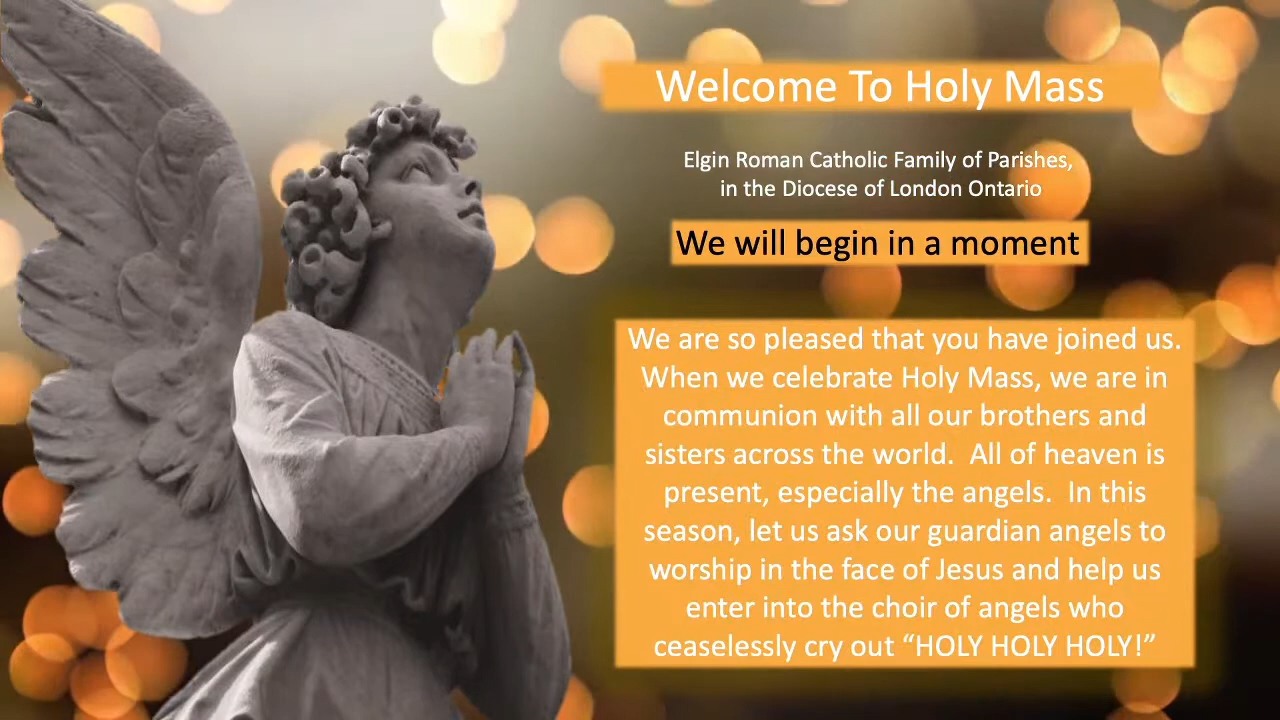 Welcome To Holy Mass
Elgin Roman Catholic Family of Parishes,
in the Diocese of London Ontario
We will begin in a moment
We are so pleased that you have joined us.
When we celebrate Holy Mass, we are in
communion with all our brothers and
sisters across the world.  All of heaven is
present, especially the angels.  In this
season, let us ask our guardian angels to
worship in the face of Jesus and help us
enter into the choir of angels who
ceaselessly cry out “HOLY HOLY HOLY!”